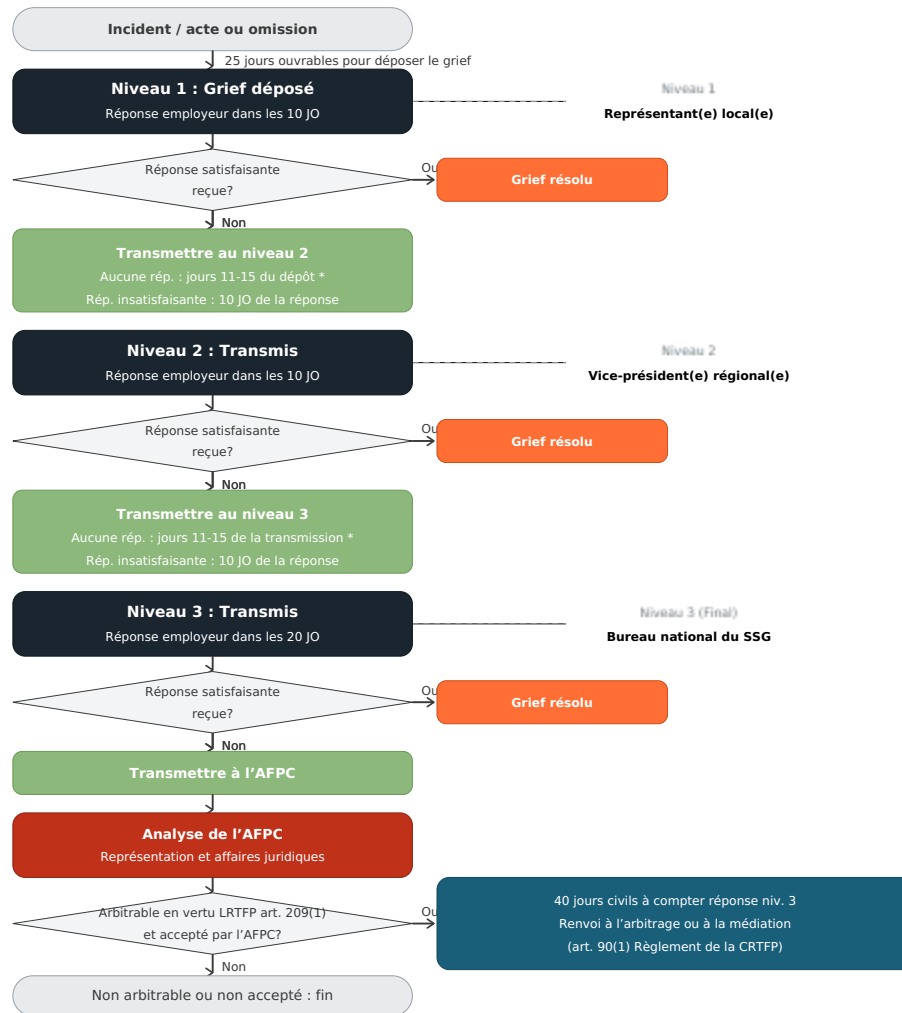 Incident / acte ou omission
25 jours ouvrables pour déposer le grief
Niveau 1 : Grief déposé
Réponse employeur dans les 10 JO
Niveau 1
Représentant(e) local(e)
Réponse satisfaisante
reçue?
Ou
Grief résolu
Non
Transmettre au niveau 2
Aucune rép. : jours 11-15 du dépôt *
Rép. insatisfaisante : 10 JO de la réponse
Niveau 2 : Transmis
Réponse employeur dans les 10 JO
Niveau 2
Vice-président(e) régional(e)
Réponse satisfaisante
reçue?
Ou
Grief résolu
Non
Transmettre au niveau 3
Aucune rép. : jours 11-15 de la transmission *
Rép. insatisfaisante : 10 JO de la réponse
Niveau 3 : Transmis
Réponse employeur dans les 20 JO
Niveau 3 (Final)
Bureau national du SSG
Réponse satisfaisante
reçue?
Ou
Grief résolu
Non
Transmettre à l’AFPC
Analyse de l’AFPC
Représentation et affaires juridiques
Arbitrable en vertu LRTFP art. 209(1)
et accepté par l’AFPC?
Ou
40 jours civils à compter réponse niv. 3
Renvoi à l’arbitrage ou à la médiation
(art. 90(1) Règlement de la CRTFP)
Non
Non arbitrable ou non accepté : fin